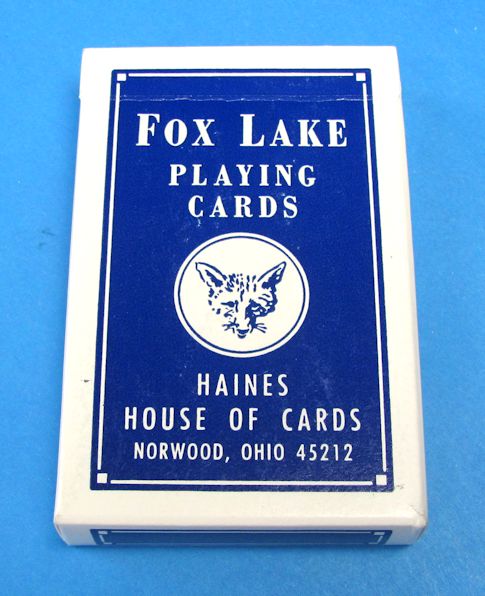 FOX LAKE
PLAYING
CARDS
HAINES
HOUSE OF CARDS
NORWOOD, OHIO 45212